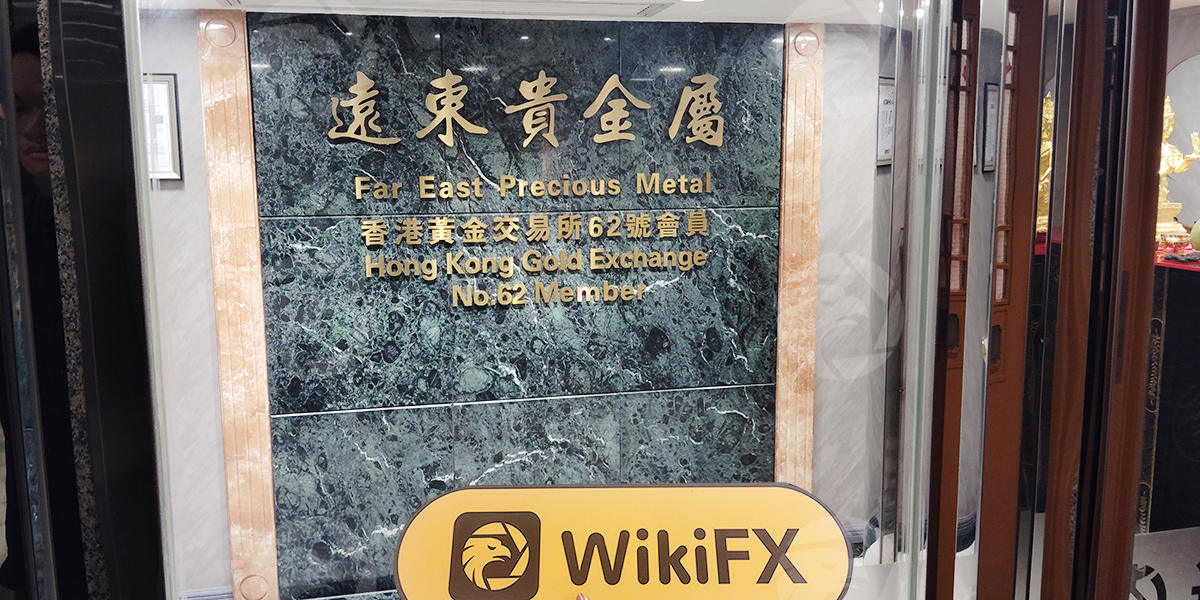 遠東貴金屬
Far East Precious Metal
香港黃金交易所62號會員
Hong Kong Gold Exchange
No.62 Member
WikiFX